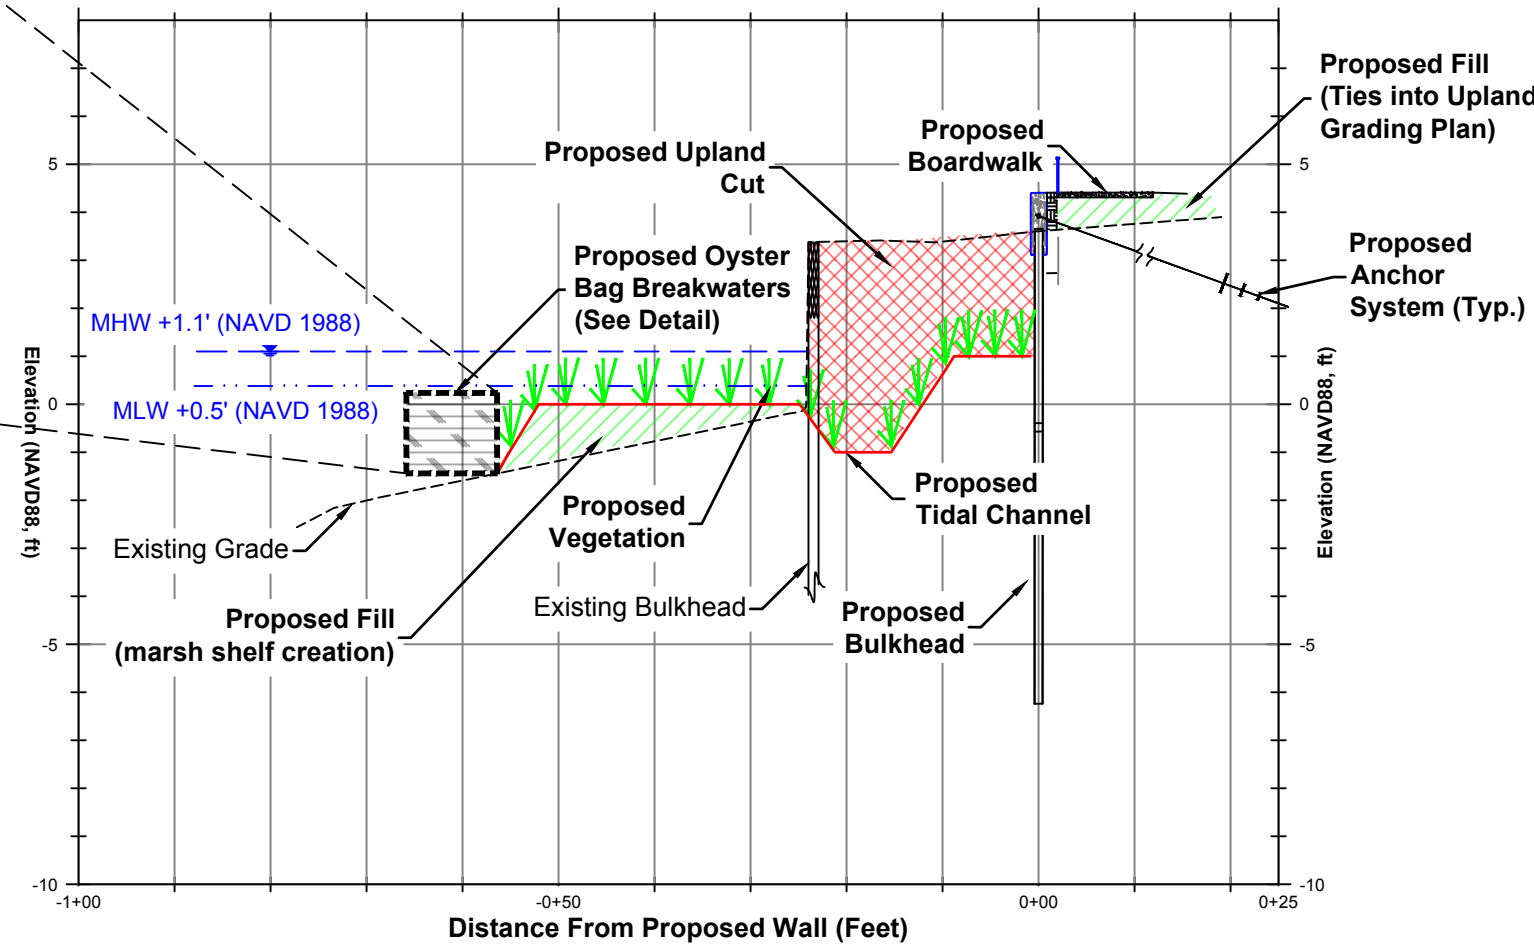 Proposed Fill
(Ties into Upland
Grading Plan)
Proposed
Boardwalk
Proposed Upland
Cut
5
5
Proposed Oyster
Bag Breakwaters
(See Detail)
Proposed
Anchor
System (Typ.)
MHW +1.1' (NAVD 1988)
MLW +0.5' (NAVD 1988)
0
0
Elevation (NAVD88, ft)
Elevation (NAVD88, ft)
Proposed
Tidal Channel
Proposed
Vegetation
Existing Grade
Existing Bulkhead
Proposed Fill
(marsh shelf creation)
Proposed
Bulkhead
-5
-5
-10
-10
-1+00
-0+50
0+00
0+25
Distance From Proposed Wall (Feet)